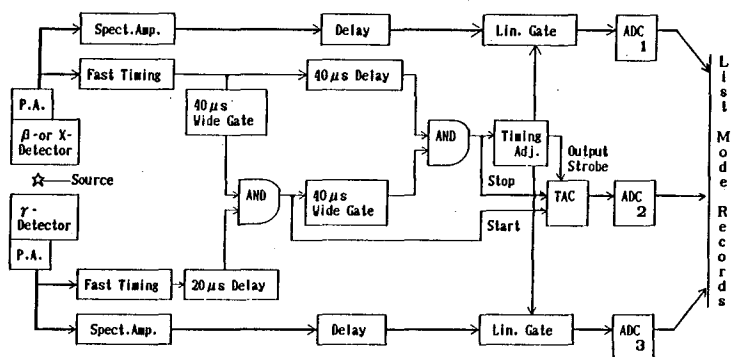 Spect.Amp.
Delay
Lin. Gate
ADC
1
Fast Timing
40μs Delay
P.A.
40μs
Wide Gate
β-or X-
Detector
AND
Timing
Adj.
Output
Strobe
☆—Source
Stop
γ-
Detector
AND
40μs
Wide Gate
TAC
ADC
2
P.A.
Start
Fast Timing
20μs Delay
Spect.Amp.
Delay
Lin. Gate
ADC
3
List Mode Records